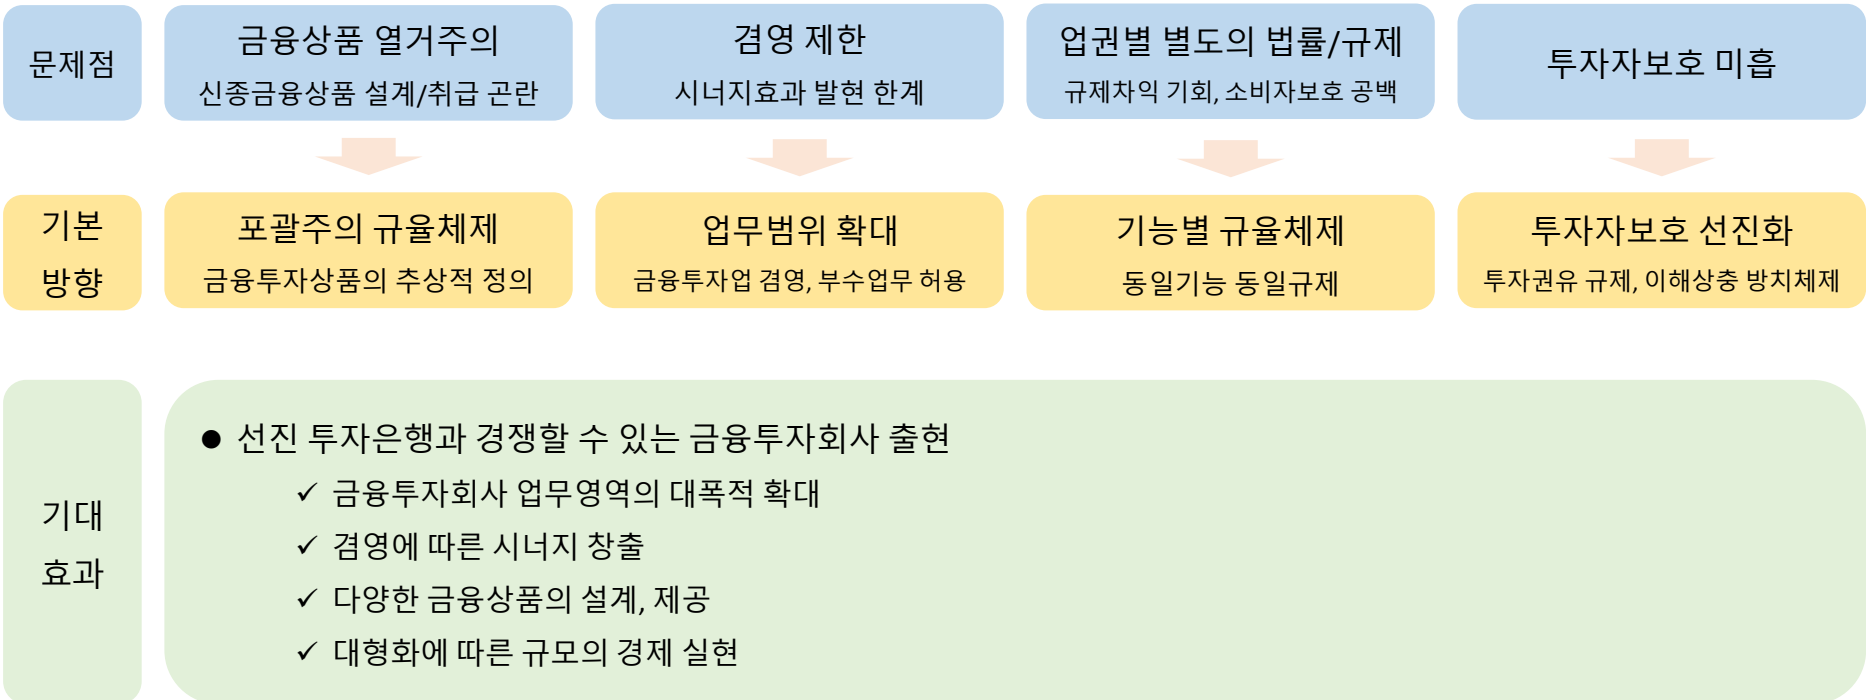 문제점
금융상품 열거주의
신종금융상품 설계/취급 곤란
겸영 제한
시너지효과 발현 한계
업권별 별도의 법률/규제
규제차익 기회, 소비자보호 공백
투자자보호 미흡
기본
방향
포괄주의 규율체제
금융투자상품의 추상적 정의
업무범위 확대
금융투자업 겸영, 부수업무 허용
기능별 규율체제
동일기능 동일규제
투자자보호 선진화
투자권유 규제, 이해상충 방치체제
기대
효과
● 선진 투자은행과 경쟁할 수 있는 금융투자회사 출현
✓ 금융투자회사 업무영역의 대폭적 확대
✓ 겸영에 따른 시너지 창출
✓ 다양한 금융상품의 설계, 제공
✓ 대형화에 따른 규모의 경제 실현